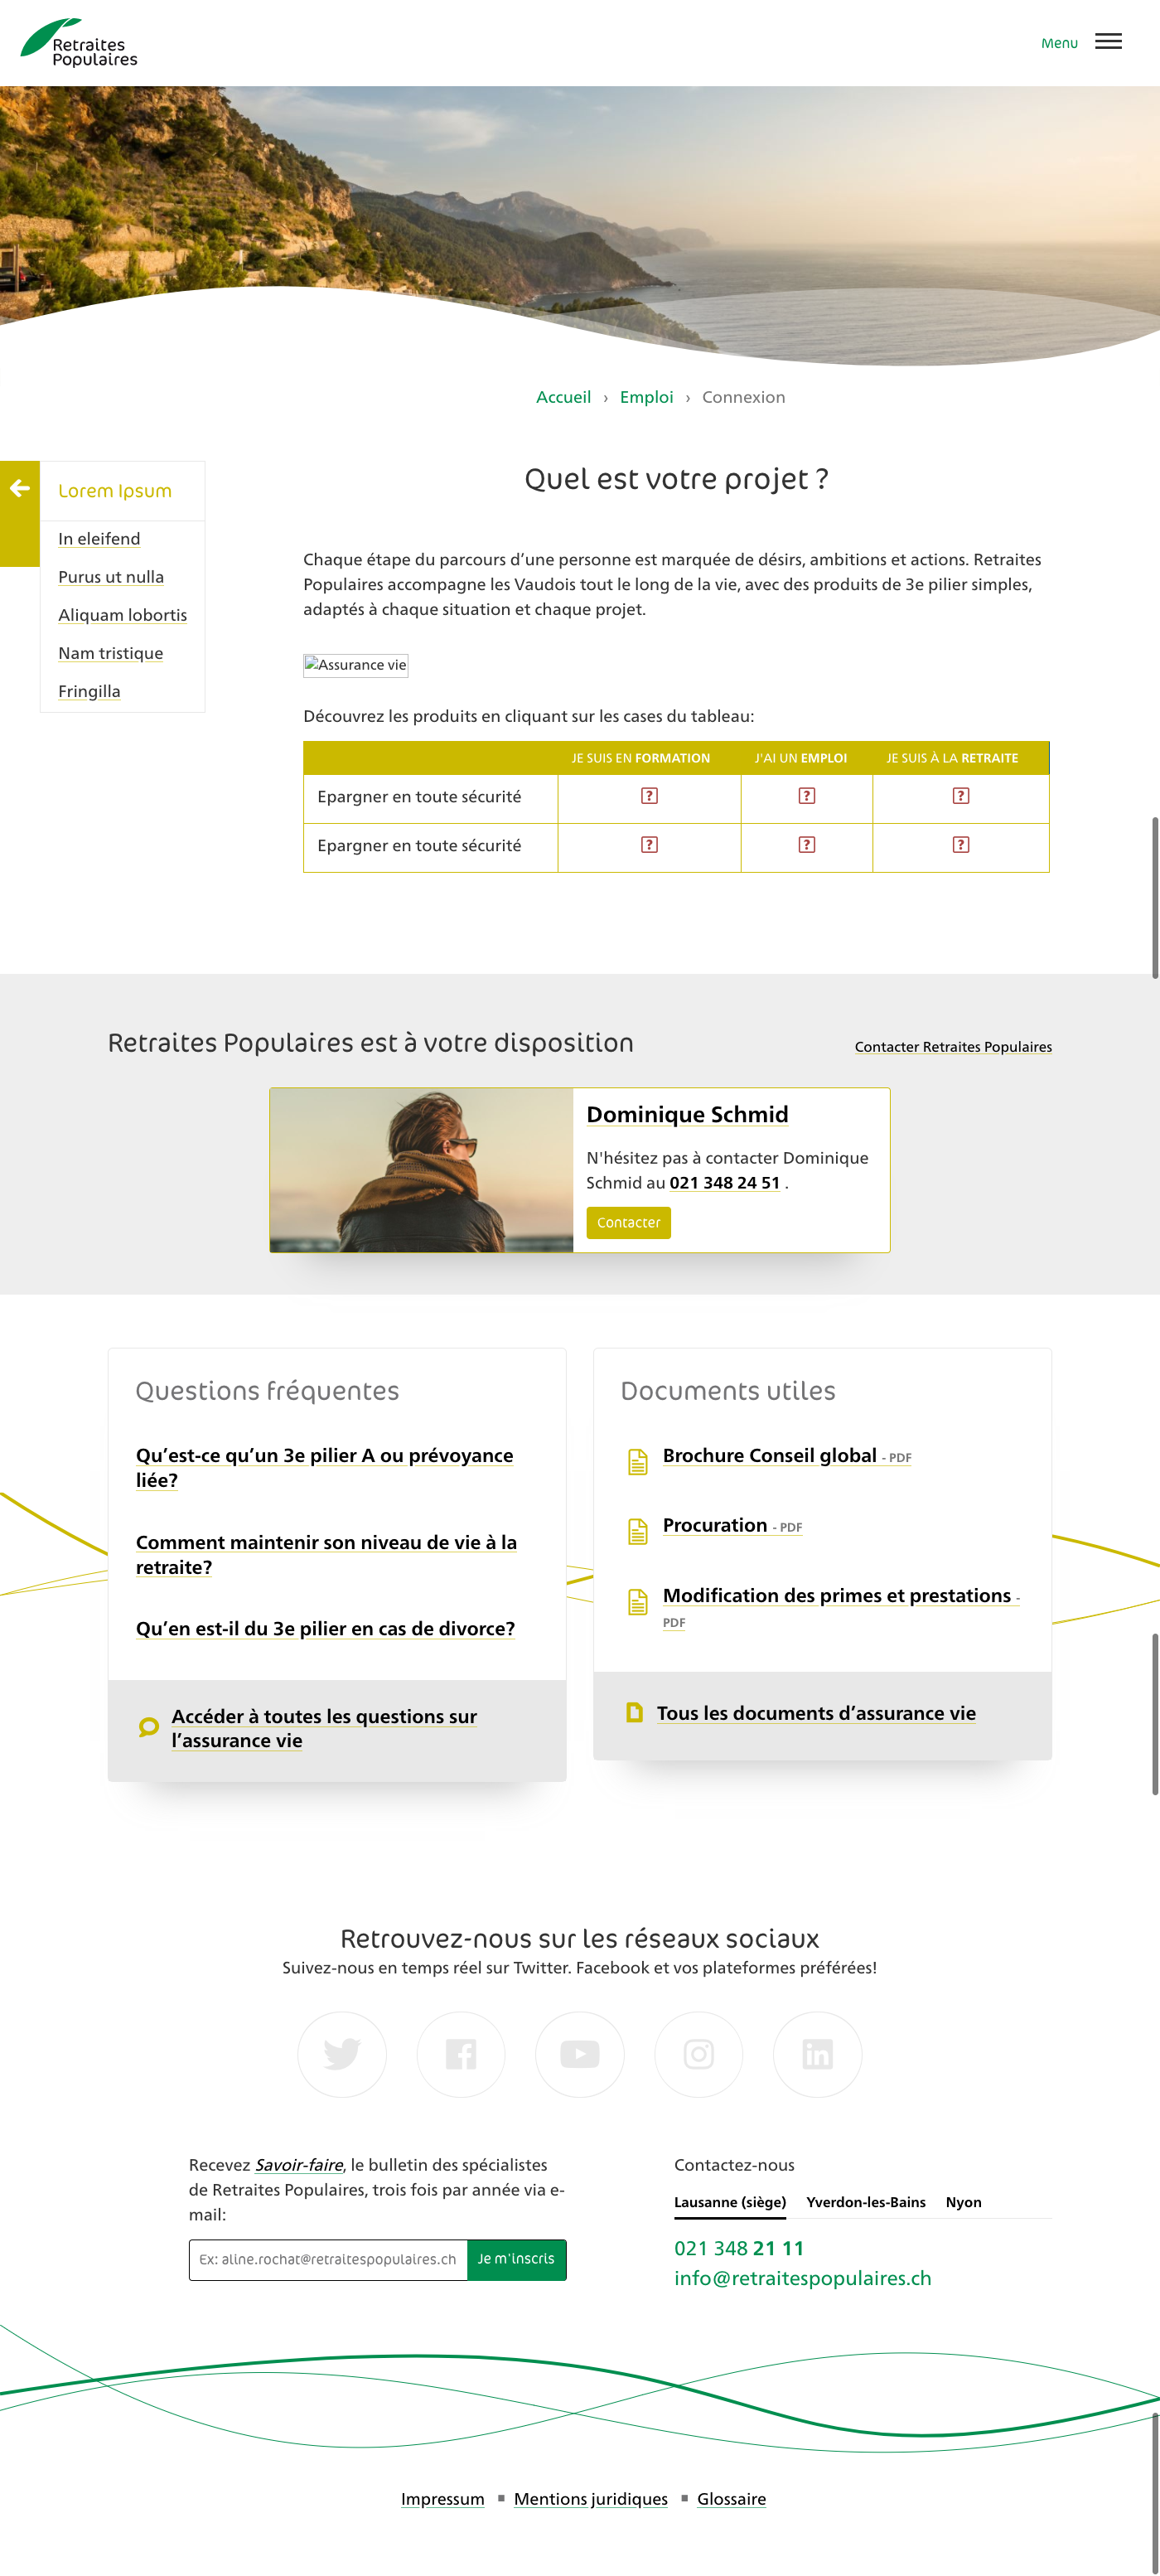 Retraites
Populaires
Menu
Accueil › Emploi › Connexion
Lorem Ipsum
In eleifend
Purus ut nulla
Aliquam lobortis
Nam tristique
Fringilla
Quel est votre projet ?
Chaque étape du parcours d’une personne est marquée de désirs, ambitions et actions. Retraites
Populaires accompagne les Vaudois tout le long de la vie, avec des produits de 3e pilier simples,
adaptés à chaque situation et chaque projet.
Assurance vie
Découvrez les produits en cliquant sur les cases du tableau:
JE SUIS EN FORMATION J'AI UN EMPLOI JE SUIS À LA RETRAITE
Epargner en toute sécurité ? ? ?
Epargner en toute sécurité ? ? ?
Retraites Populaires est à votre disposition
Contacter Retraites Populaires
Dominique Schmid
N'hésitez pas à contacter Dominique
Schmid au 021 348 24 51 .
Contacter
Questions fréquentes
Qu’est-ce qu’un 3e pilier A ou prévoyance
liée?
Comment maintenir son niveau de vie à la
retraite?
Qu’en est-il du 3e pilier en cas de divorce?
Accéder à toutes les questions sur
l’assurance vie
Documents utiles
Brochure Conseil global - PDF
Procuration - PDF
Modification des primes et prestations -
PDF
Tous les documents d’assurance vie
Retrouvez-nous sur les réseaux sociaux
Suivez-nous en temps réel sur Twitter. Facebook et vos plateformes préférées!
Recevez Savoir-faire, le bulletin des spécialistes
de Retraites Populaires, trois fois par année via e-
mail:
Ex: aline.rochat@retraitespopulaires.ch
Je m'inscris
Contactez-nous
Lausanne (siège) Yverdon-les-Bains Nyon
021 348 21 11
info@retraitespopulaires.ch
Impressum ■ Mentions juridiques ■ Glossaire